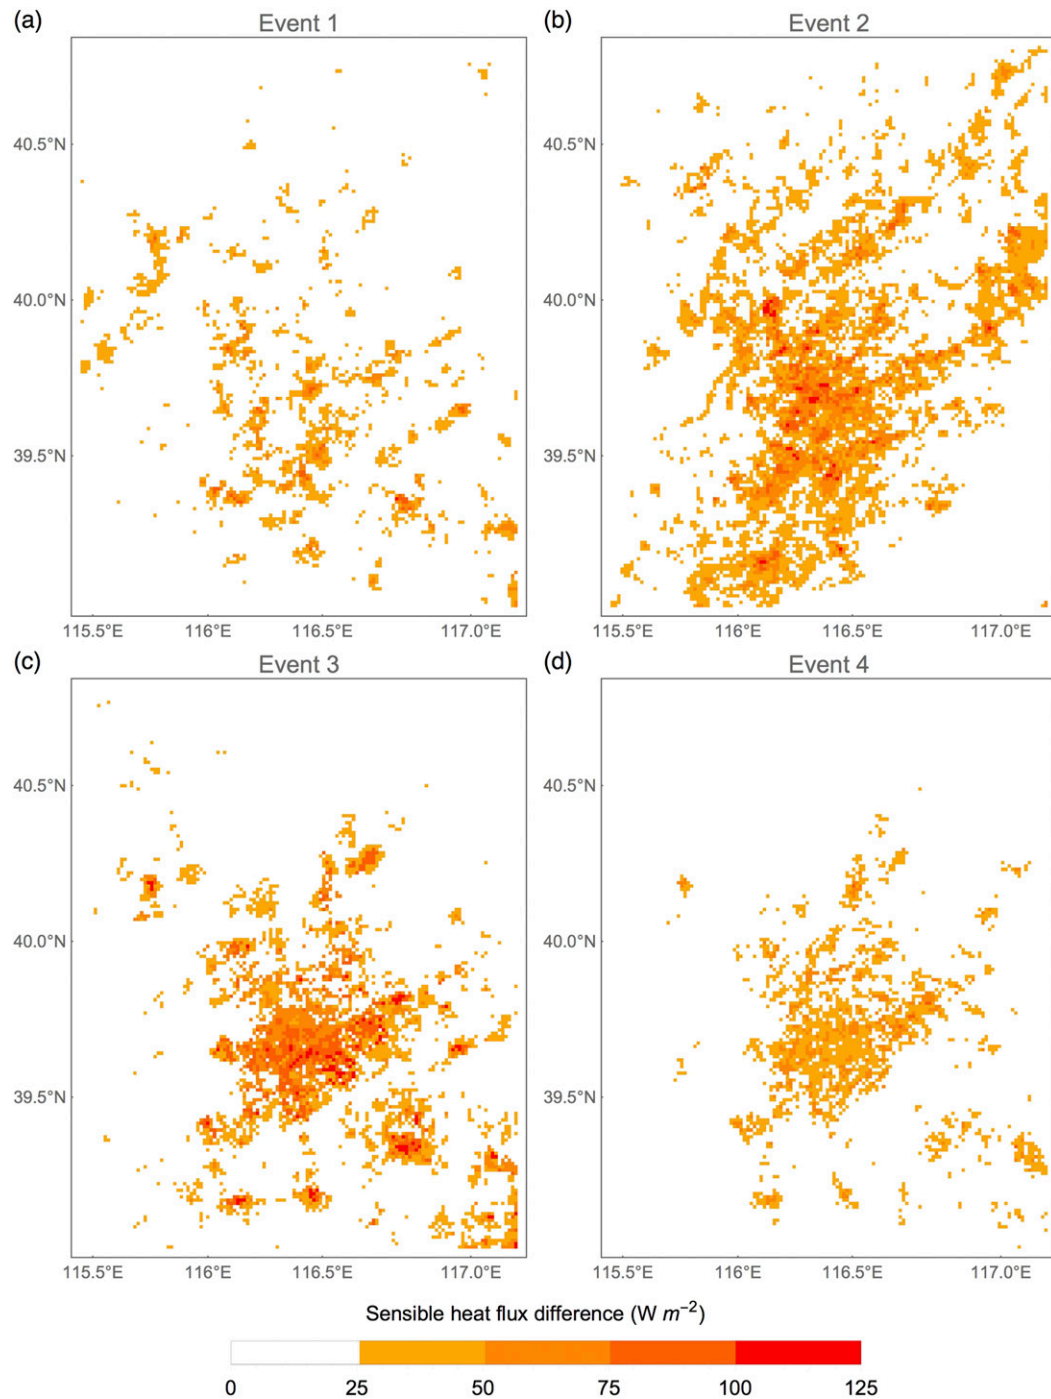 (a) Event 1 (b) Event 2
40.5°N 40.5°N
40.0°N 40.0°N
39.5°N 39.5°N
115.5°E 116°E 116.5°E 117.0°E 115.5°E 116°E 116.5°E 117.0°E
(c) Event 3 (d) Event 4
40.5°N 40.5°N
40.0°N 40.0°N
39.5°N 39.5°N
115.5°E 116°E 116.5°E 117.0°E 115.5°E 116°E 116.5°E 117.0°E
Sensible heat flux difference (W m⁻²)
0 25 50 75 100 125